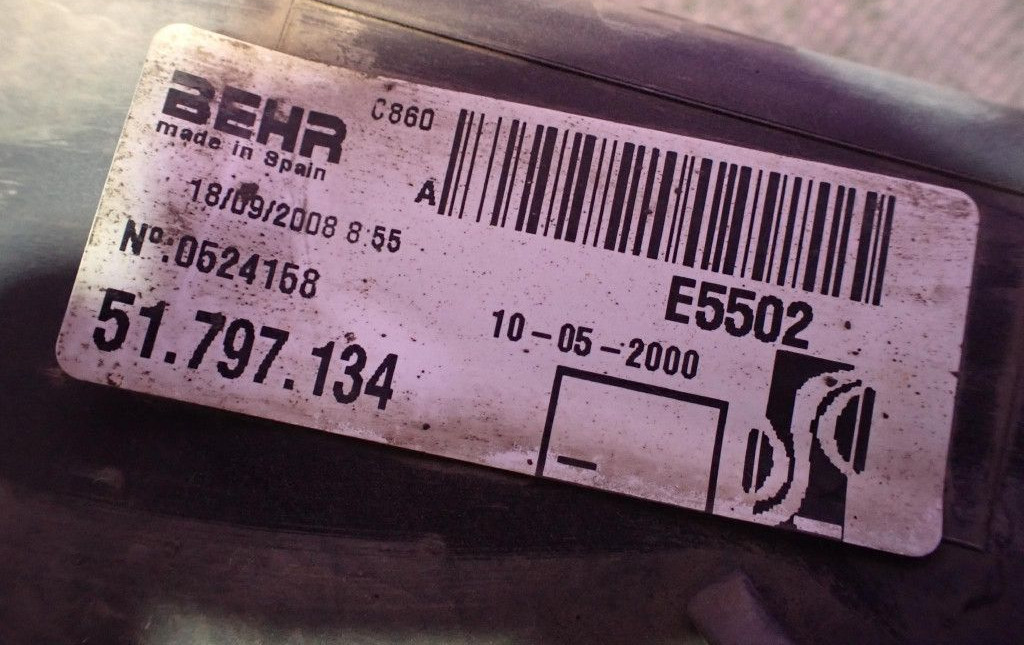 BEHR
made in Spain
C860
A
18/09/2008 8:55
Nº:0524158
51.797.134
E5502
10-05-2000